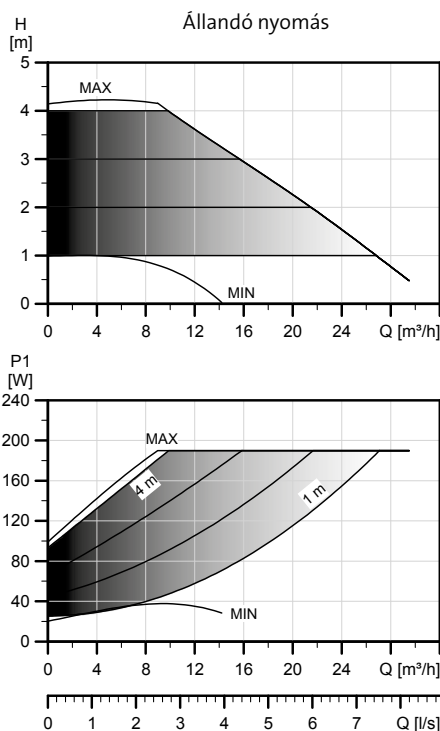 Állandó nyomás
H
[m]
MAX
5
4
3
2
1
0
MIN
0 4 8 12 16 20 24 Q [m³/h]
P1
[W]
240
200
160
120
80
40
0
MAX
4 m
1 m
MIN
0 4 8 12 16 20 24 Q [m³/h]
0 1 2 3 4 5 6 7 Q [l/s]